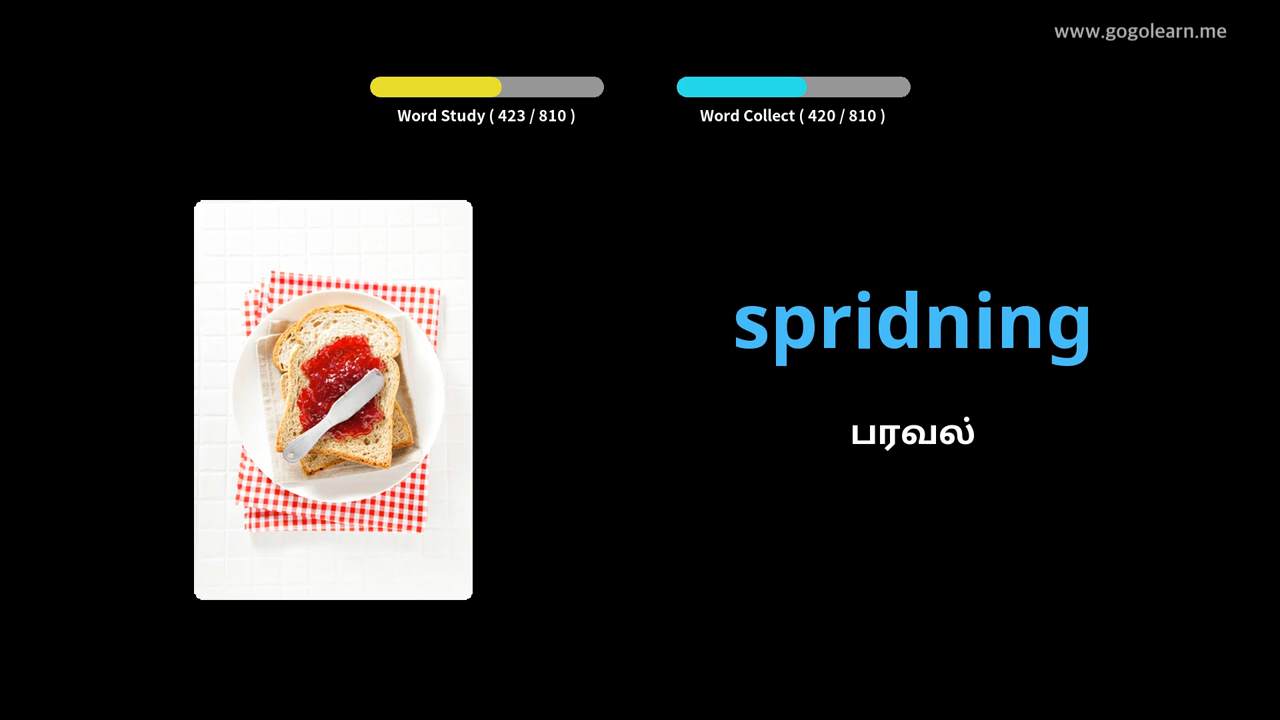 www.gogolearn.me
Word Study ( 423 / 810 )
Word Collect ( 420 / 810 )
spridning
பரவல்